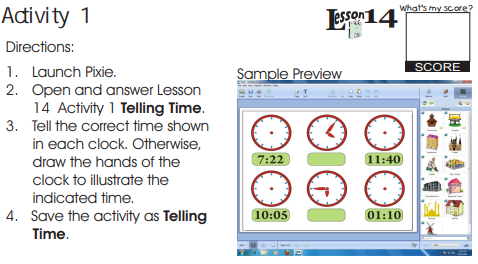 Activity 1
Lesson 14
What's my score?
SCORE
Directions:
1. Launch Pixie.
2. Open and answer Lesson
14 Activity 1 Telling Time.
3. Tell the correct time shown
in each clock. Otherwise,
draw the hands of the
clock to illustrate the
indicated time.
4. Save the activity as Telling
Time.
Sample Preview
7:22
11:40
10:05
01:10